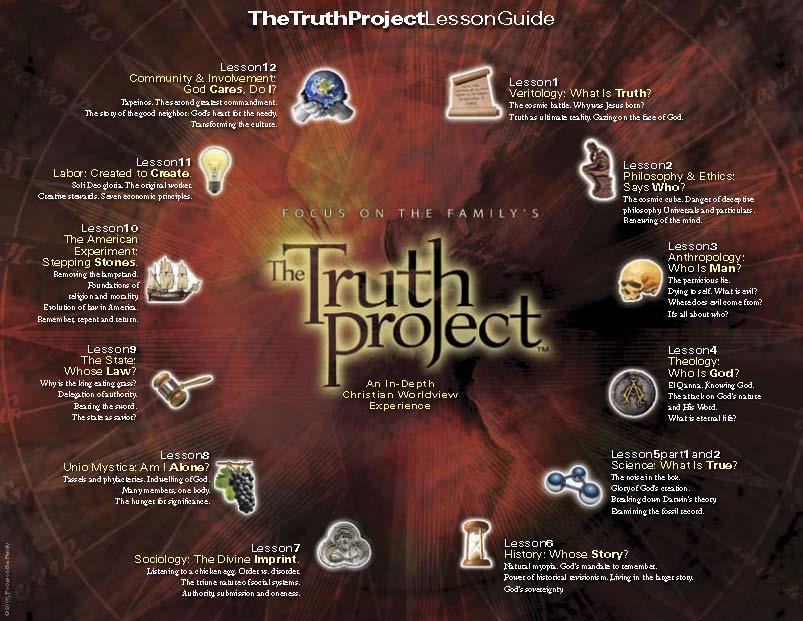 TheTruthProjectLessonGuide
Lesson12
Community & Involvement:
God Cares, Do I?
Tapeinos. The second greatest commandment.
The story of the good neighbor: God's heart for the needy.
Transforming the culture.
Lesson1
Veritology: What Is Truth?
The cosmic battle. Why was Jesus born?
Truth as ultimate reality. Gazing on the face of God.
Lesson11
Labor: Created to Create.
Soli Deo gloria. The original worker.
Creative stewards. Seven economic principles.
Lesson2
Philosophy & Ethics:
Says Who?
The cosmic cube. Danger of deceptive
philosophy. Universals and particulars.
Renewing of the mind.
Lesson10
The American
Experiment:
Stepping Stones.
Removing the lampstand.
Foundations of
religion and morality.
Evolution of law in America.
Remember, repent and return.
FOCUS ON THE FAMILY'S
The Truth
project™
An In-Depth
Christian Worldview
Experience
Lesson3
Anthropology:
Who Is Man?
The pernicious lie.
Dying to self. What is evil?
Where does evil come from?
It's all about who?
Lesson9
The State:
Whose Law?
Why is the king eating grass?
Delegation of authority.
Bearing the sword.
The state as savior?
Lesson4
Theology:
Who Is God?
El Qanna. Knowing God.
The attack on God's nature
and His Word.
What is eternal life?
Lesson8
Unio Mystica: Am I Alone?
Tassels and phylacteries. Indwelling of God.
Many members, one body.
The hunger for significance.
Lesson5part1and2
Science: What Is True?
The noise in the box.
Glory of God's creation.
Breaking down Darwin's theory.
Examining the fossil record.
Lesson7
Sociology: The Divine Imprint.
Listening to a chicken egg. Order vs. disorder.
The triune nature of social systems.
Authority, submission and oneness.
Lesson6
History: Whose Story?
Natural myopia. God's mandate to remember.
Power of historical revisionism. Living in the larger story.
God's sovereignty.
Focus on the Family